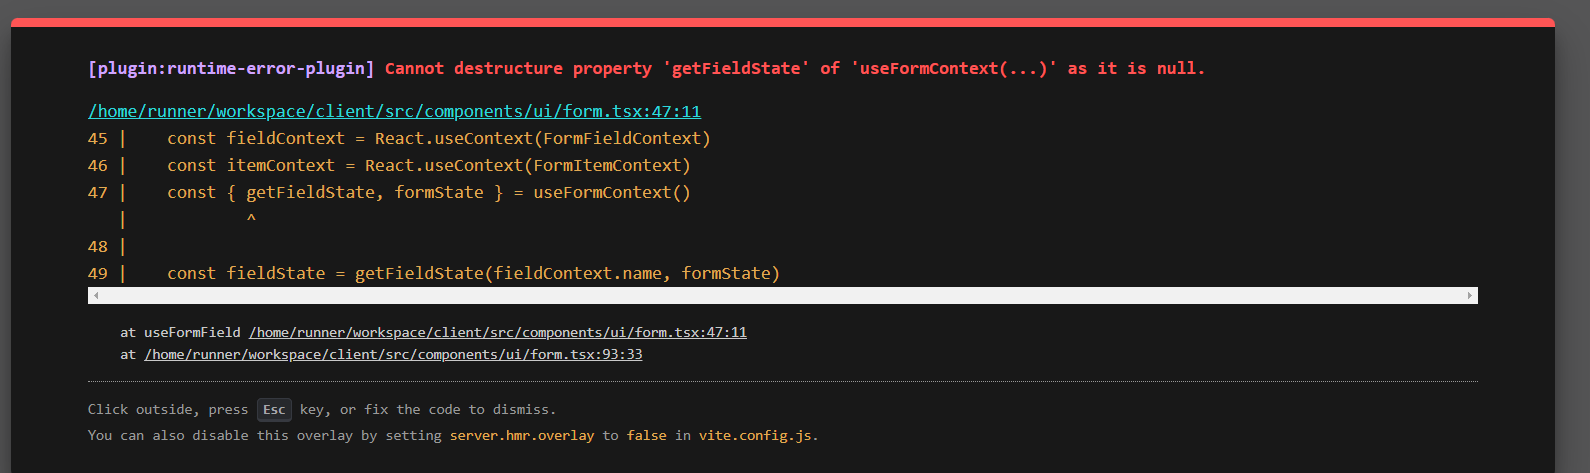 [plugin:runtime-error-plugin] Cannot destructure property 'getFieldState' of 'useFormContext(...)' as it is null.
/home/runner/workspace/client/src/components/ui/form.tsx:47:11
45 |    const fieldContext = React.useContext(FormFieldContext)
46 |    const itemContext = React.useContext(FormItemContext)
47 |    const { getFieldState, formState } = useFormContext()
   |            ^
48 |
49 |    const fieldState = getFieldState(fieldContext.name, formState)
at useFormField /home/runner/workspace/client/src/components/ui/form.tsx:47:11
at /home/runner/workspace/client/src/components/ui/form.tsx:93:33
Click outside, press Esc key, or fix the code to dismiss.
You can also disable this overlay by setting server.hmr.overlay to false in vite.config.js.